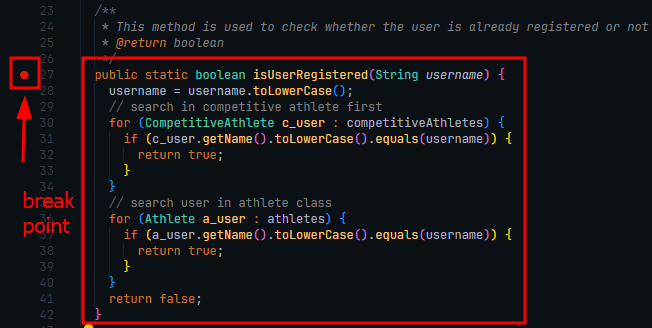 23 /**
24 * This method is used to check whether the user is already registered or not
25 * @return boolean
26 */
27 public static boolean isUserRegistered(String username) {
28 username = username.toLowerCase();
29 // search in competitive athlete first
30 for (CompetitiveAthlete c_user : competitiveAthletes) {
31 if (c_user.getName().toLowerCase().equals(username)) {
32 return true;
33 }
34 }
35 // search user in athlete class
36 for (Athlete a_user : athletes) {
37 if (a_user.getName().toLowerCase().equals(username)) {
38 return true;
39 }
40 }
41 return false;
42 }
break
point